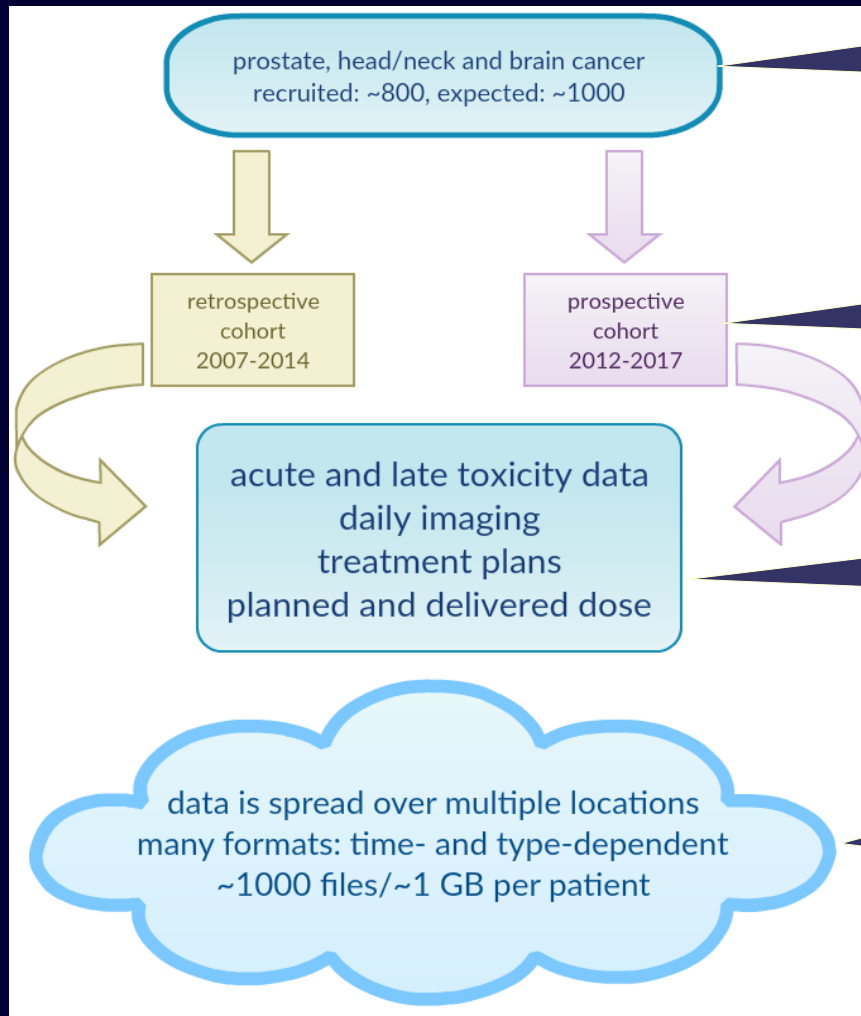 prostate, head/neck and brain cancer
recruited: ~800, expected: ~1000
retrospective
cohort
2007-2014
prospective
cohort
2012-2017
acute and late toxicity data
daily imaging
treatment plans
planned and delivered dose
data is spread over multiple locations
many formats: time- and type-dependent
~1000 files/~1 GB per patient